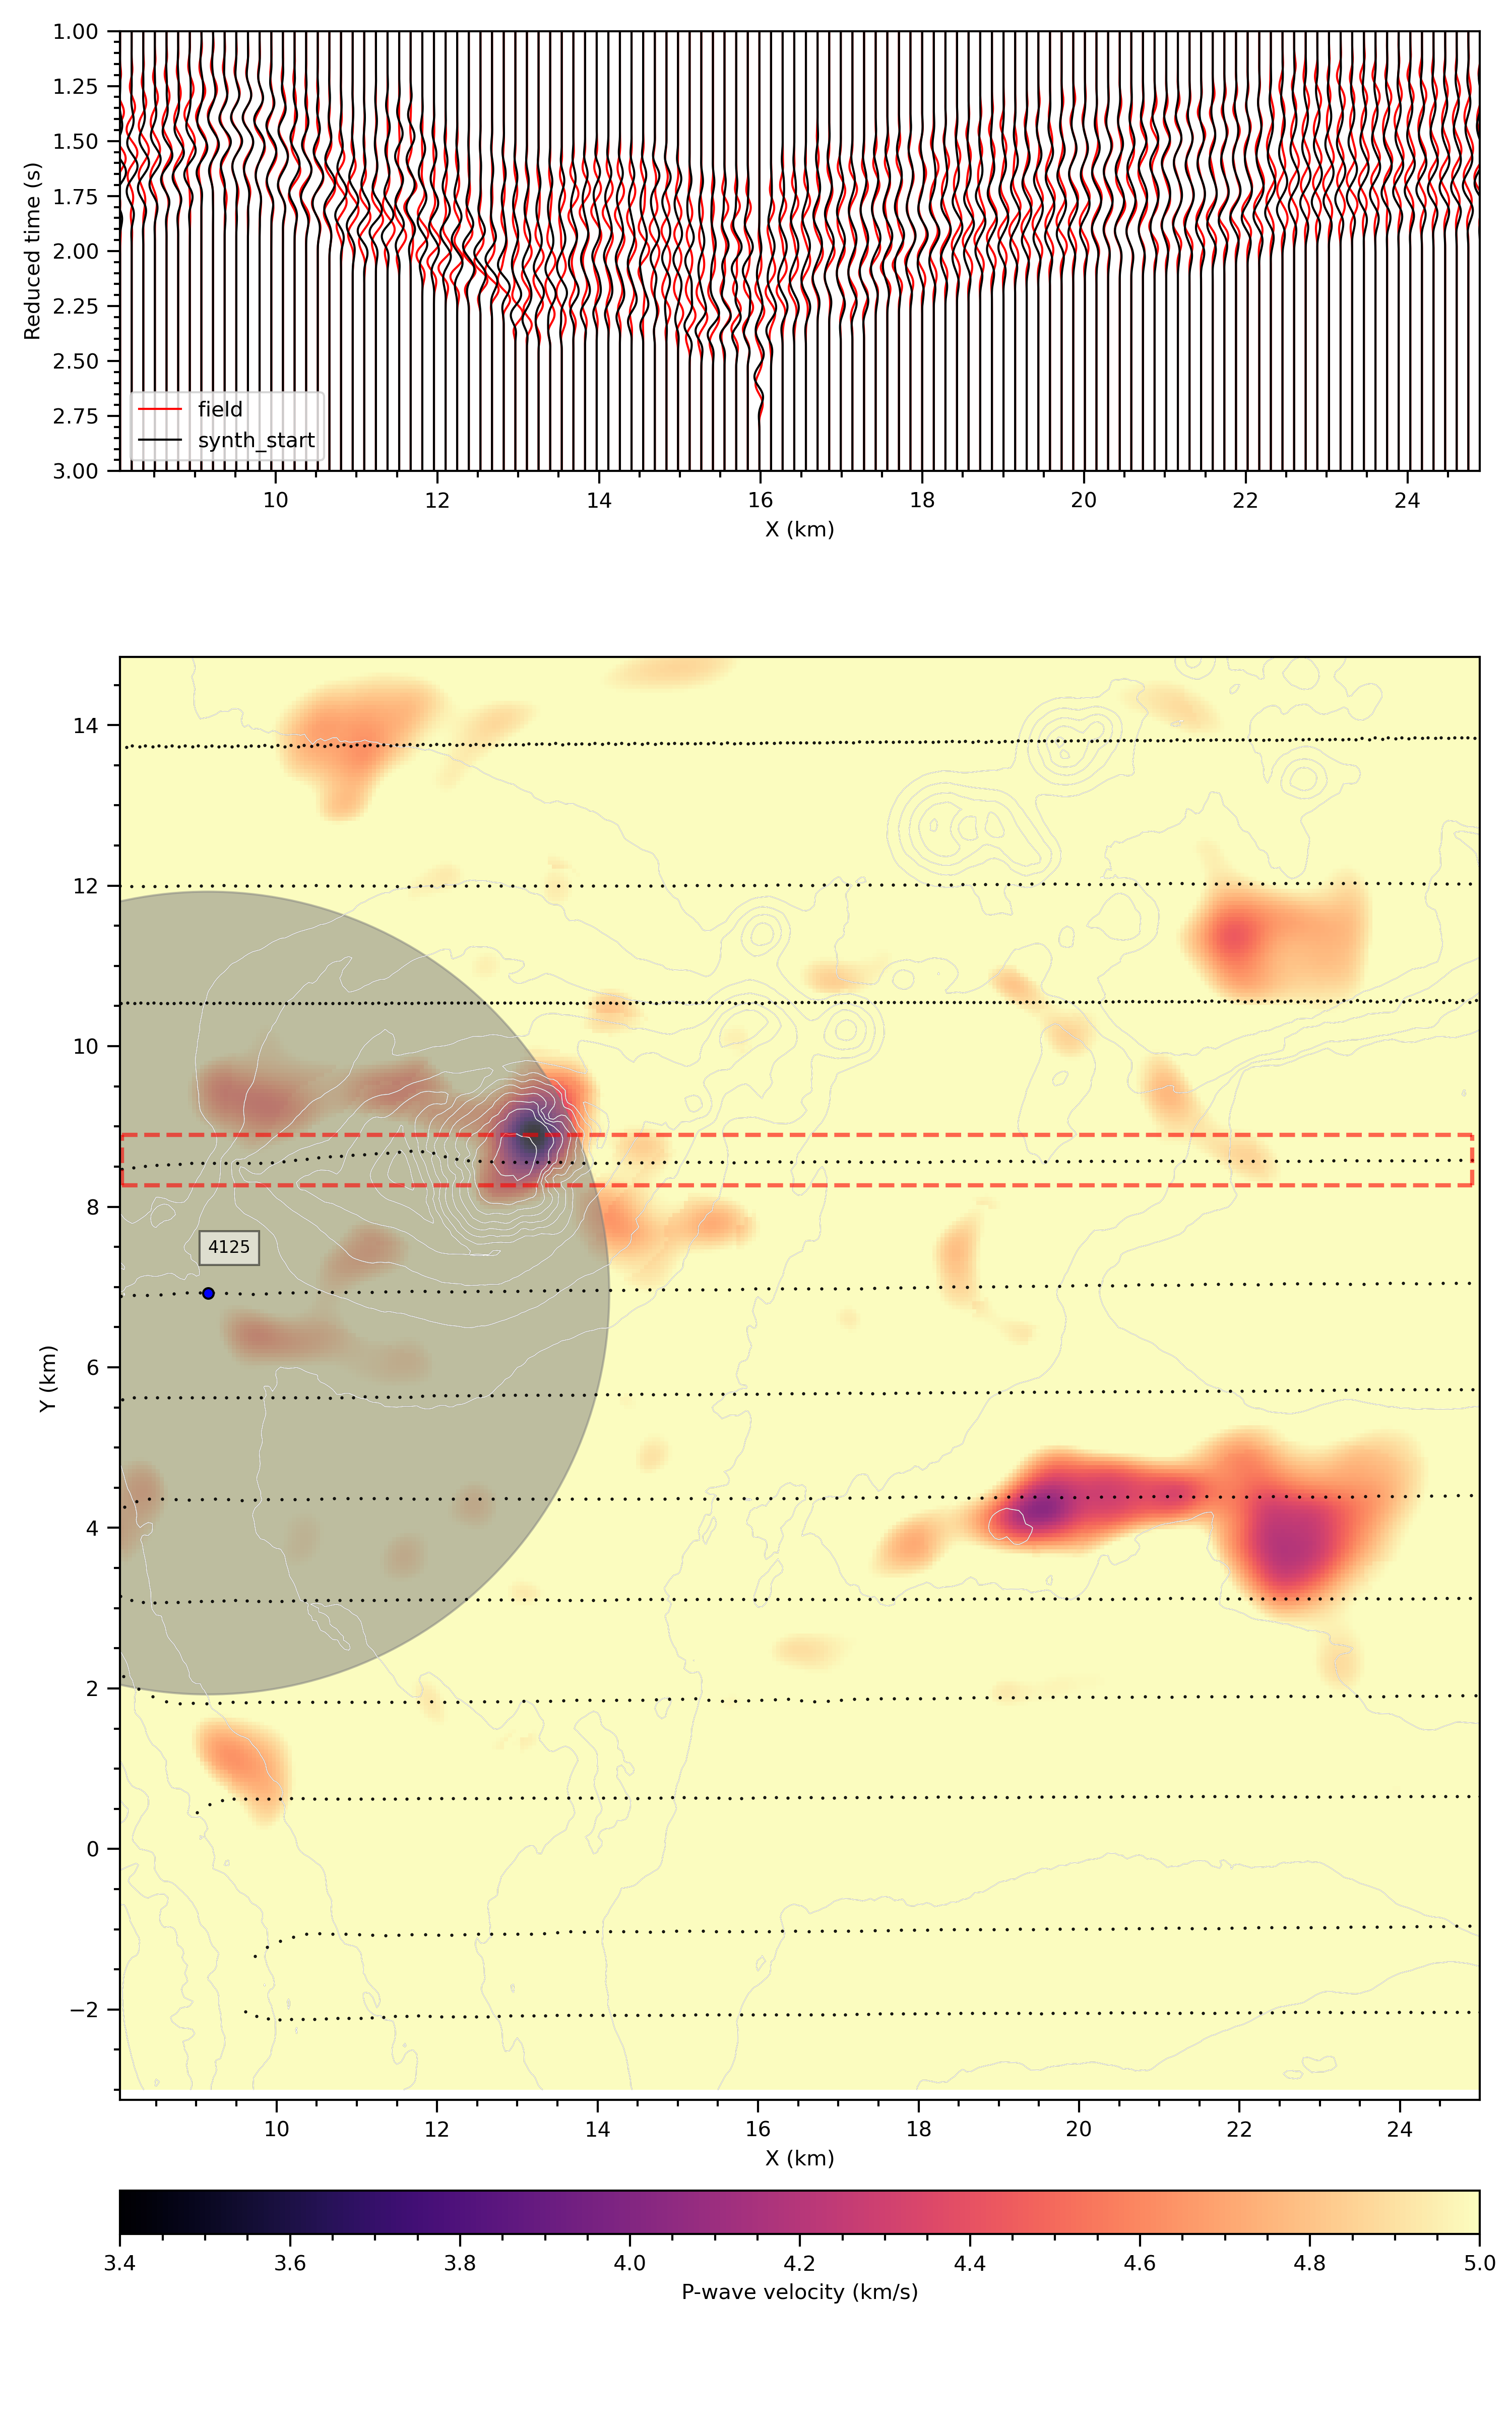 1.00
1.25
1.50
1.75
2.00
2.25
2.50
2.75
3.00
Reduced time (s)
field
synth_start
10 12 14 16 18 20 22 24
X (km)
14
12
10
8
6
4
2
0
−2
Y (km)
4125
10 12 14 16 18 20 22 24
X (km)
3.4 3.6 3.8 4.0 4.2 4.4 4.6 4.8 5.0
P-wave velocity (km/s)